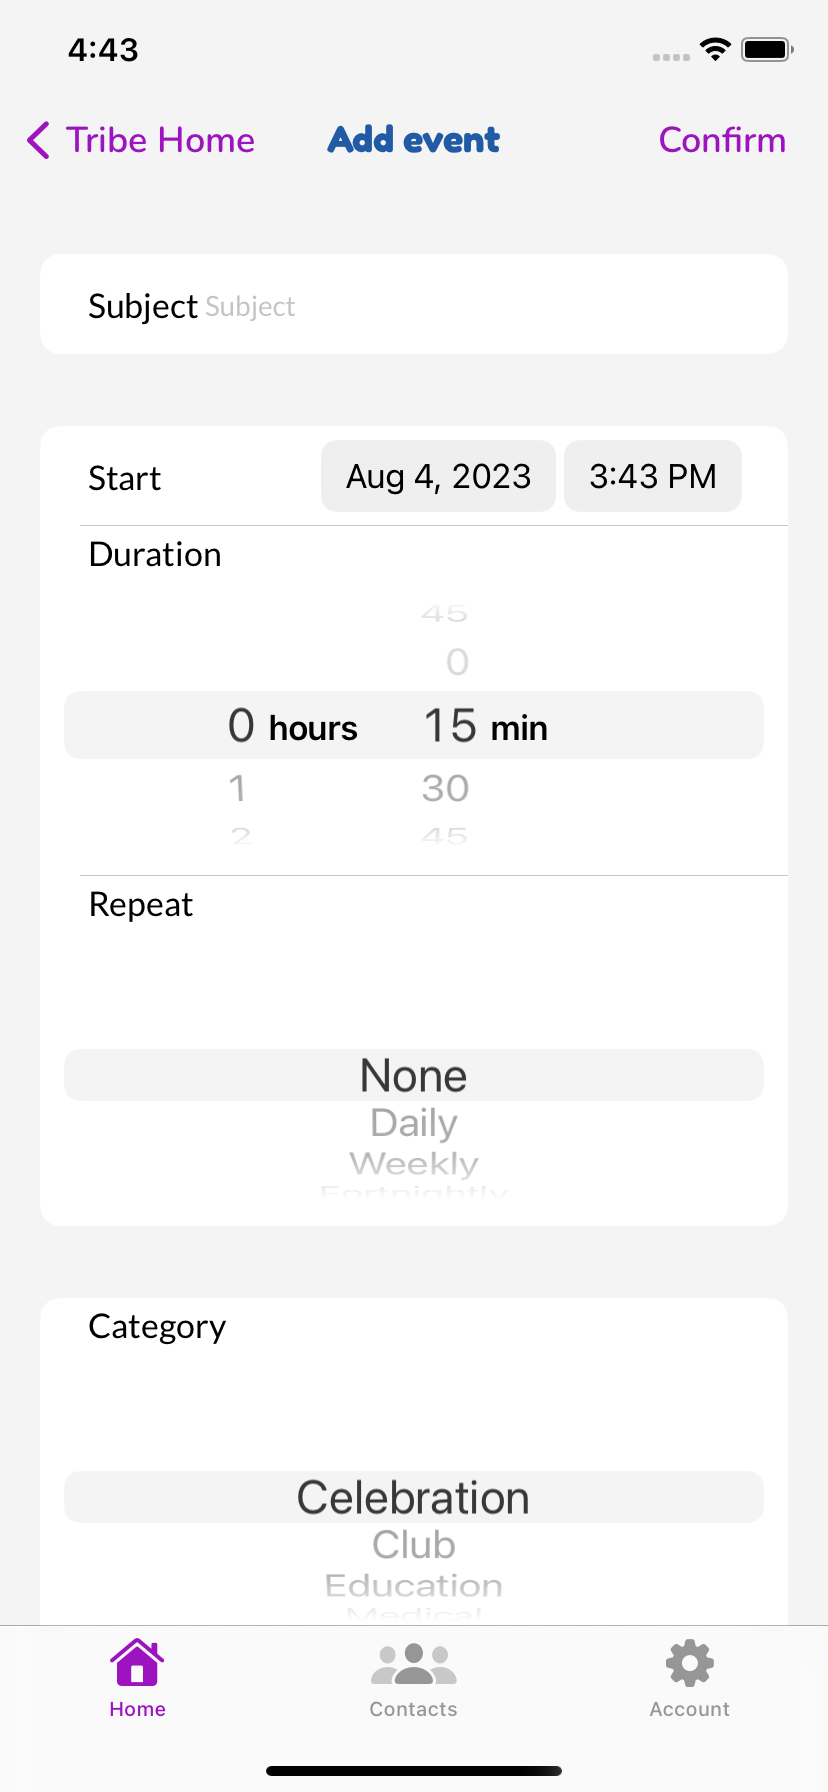 4:43
Tribe Home Add event Confirm
Subject Subject
Start Aug 4, 2023 3:43 PM
Duration
45
0
0 hours 15 min
1 30
2 45
Repeat
None
Daily
Weekly
Fortnightly
Category
Celebration
Club
Education
Medical
Home Contacts Account